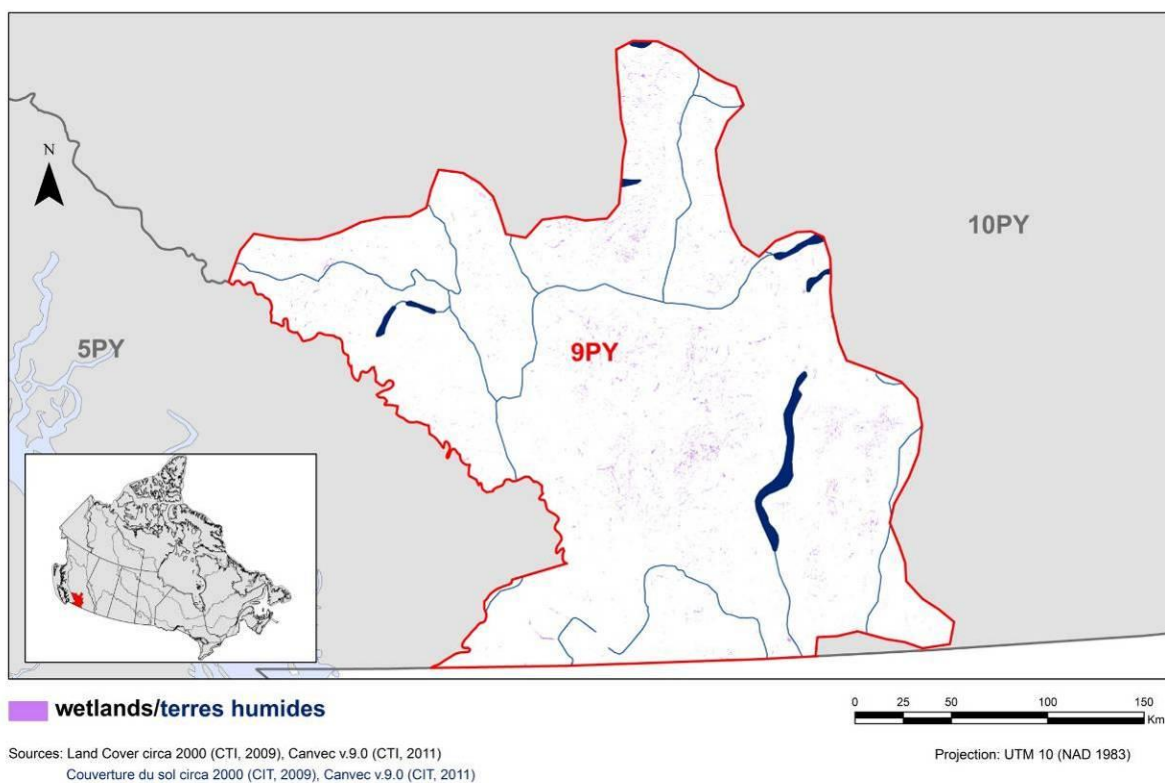 N
10PY
9PY
5PY
wetlands/terres humides
0 25 50 100 150
Km
Sources: Land Cover circa 2000 (CTI, 2009), Canvec v.9.0 (CTI, 2011)
Couverture du sol circa 2000 (CIT, 2009), Canvec v.9.0 (CIT, 2011)
Projection: UTM 10 (NAD 1983)